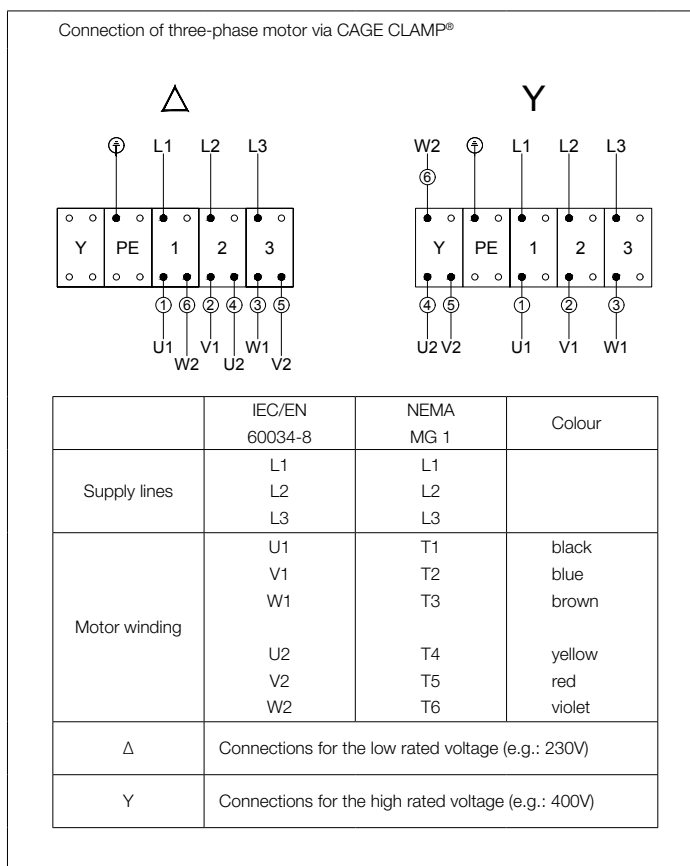 Connection of three-phase motor via CAGE CLAMP®
Δ
Y
L1 L2 L3
W2 L1 L2 L3
6
Y PE 1 2 3
Y PE 1 2 3
1 6 2 4 3 5
4 5 1 2 3
U1 V1 W1
W2 U2 V2
U2 V2 U1 V1 W1
IEC/EN NEMA Colour
60034-8 MG 1
Supply lines
L1 L1
L2 L2
L3 L3
Motor winding
U1 T1 black
V1 T2 blue
W1 T3 brown
U2 T4 yellow
V2 T5 red
W2 T6 violet
Δ Connections for the low rated voltage (e.g.: 230V)
Y Connections for the high rated voltage (e.g.: 400V)